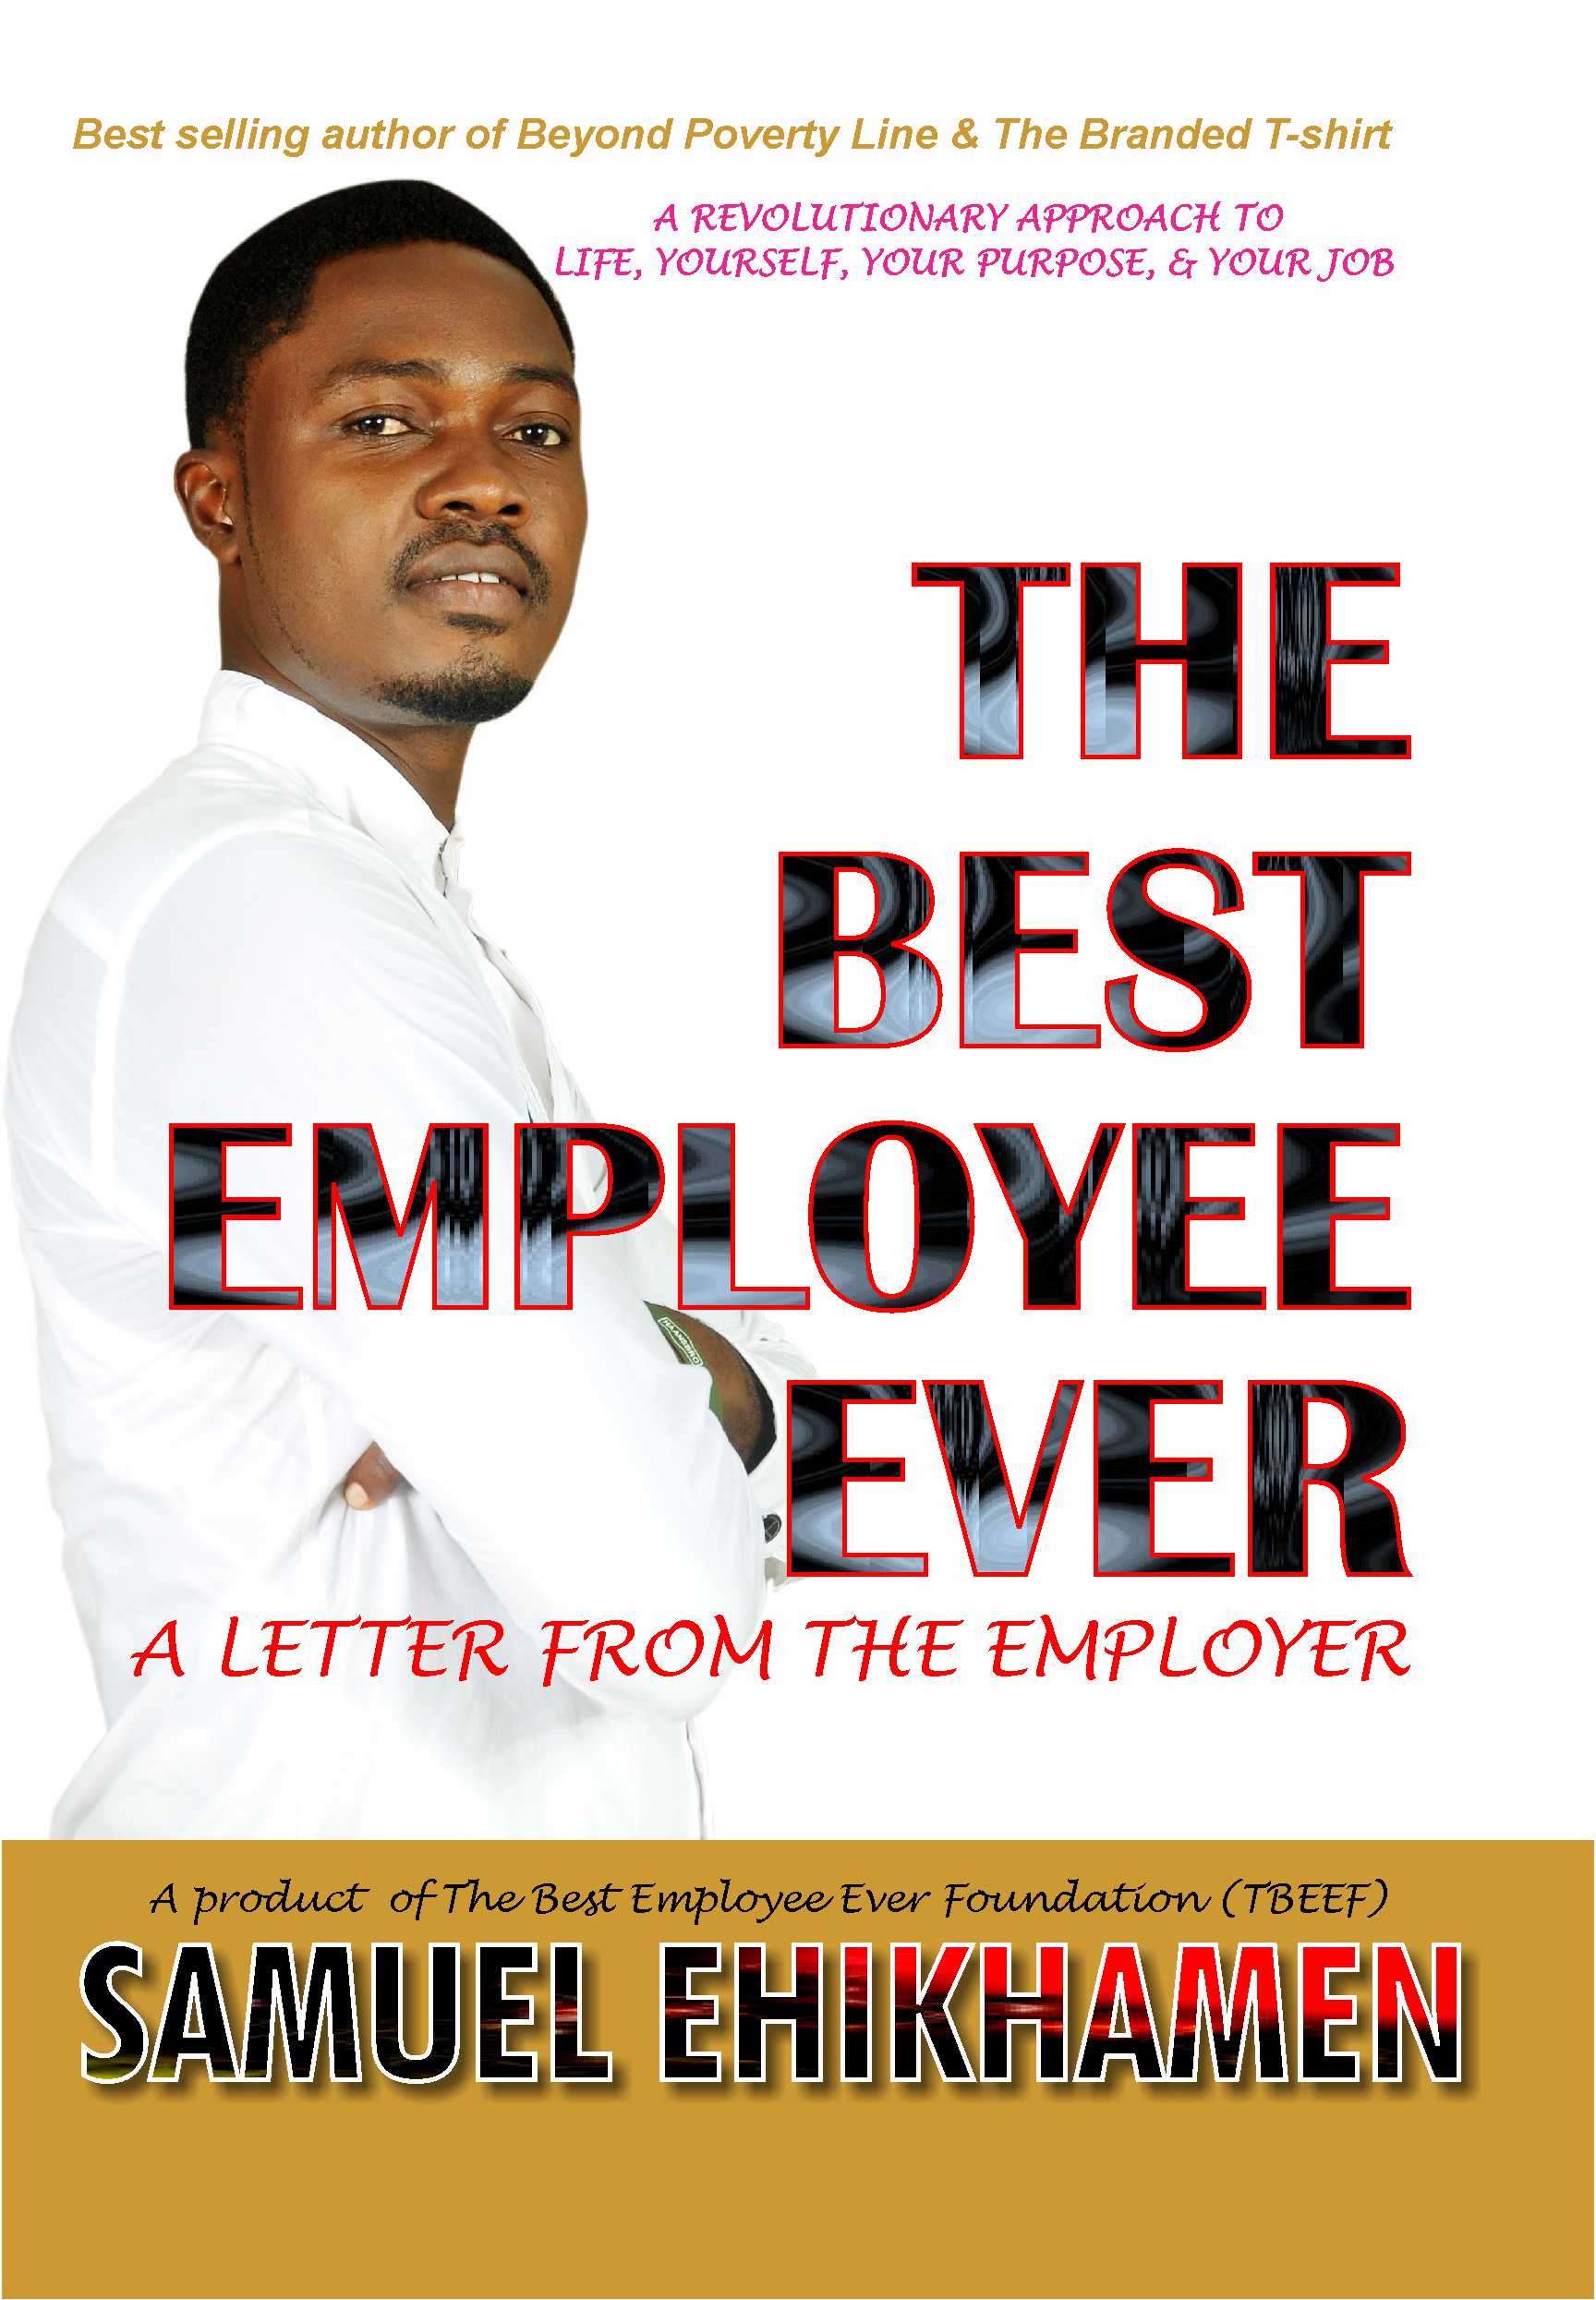 Best selling author of Beyond Poverty Line & The Branded T-shirt
A REVOLUTIONARY APPROACH TO
LIFE, YOURSELF, YOUR PURPOSE, & YOUR JOB
THE
BEST
EMPLOYEE
HAANSBRO
EVER
A LETTER FROM THE EMPLOYER
A product of The Best Employee Ever Foundation (TBEEF)
SAMUEL EHIKHAMEN